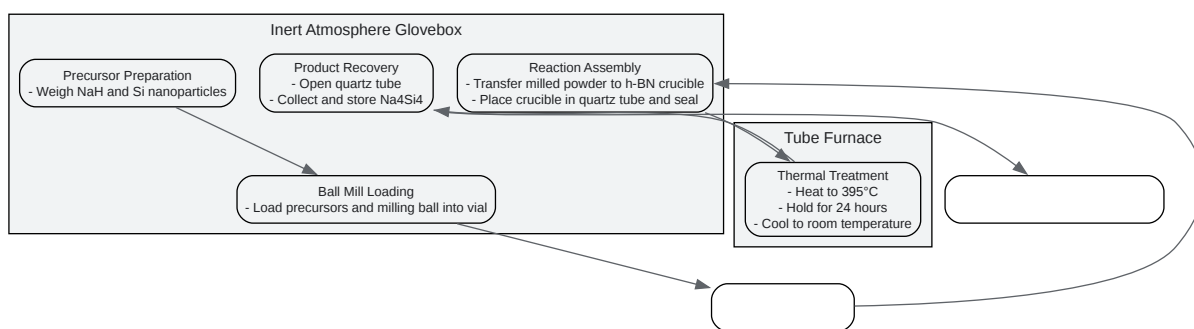 Inert Atmosphere Glovebox
Precursor Preparation
- Weigh NaH and Si nanoparticles
Product Recovery
- Open quartz tube
- Collect and store Na4Si4
Reaction Assembly
- Transfer milled powder to h-BN crucible
- Place crucible in quartz tube and seal
Tube Furnace
Thermal Treatment
- Heat to 395°C
- Hold for 24 hours
- Cool to room temperature
Ball Mill Loading
- Load precursors and milling ball into vial